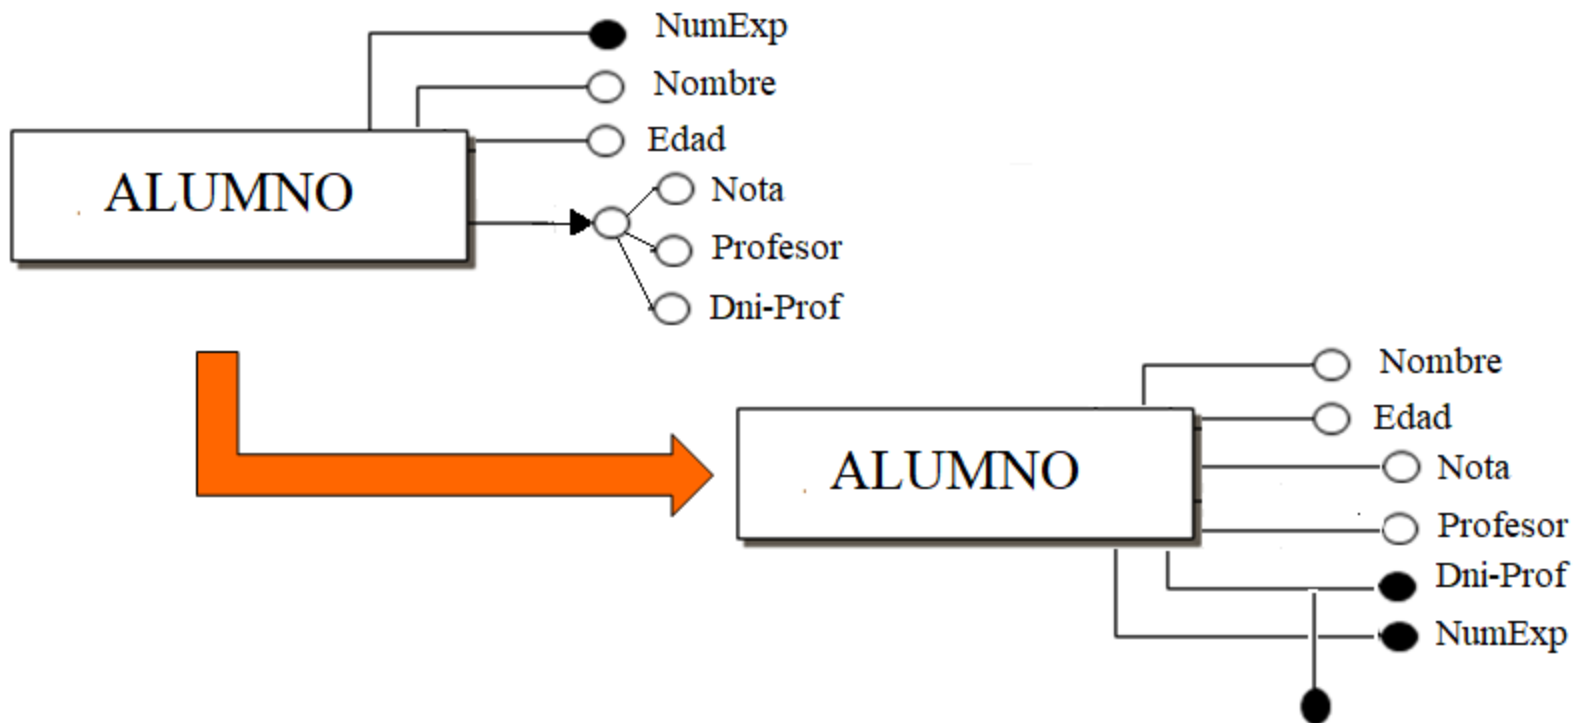 NumExp
Nombre
Edad
ALUMNO
Nota
Profesor
Dni-Prof
Nombre
Edad
ALUMNO
Nota
Profesor
Dni-Prof
NumExp